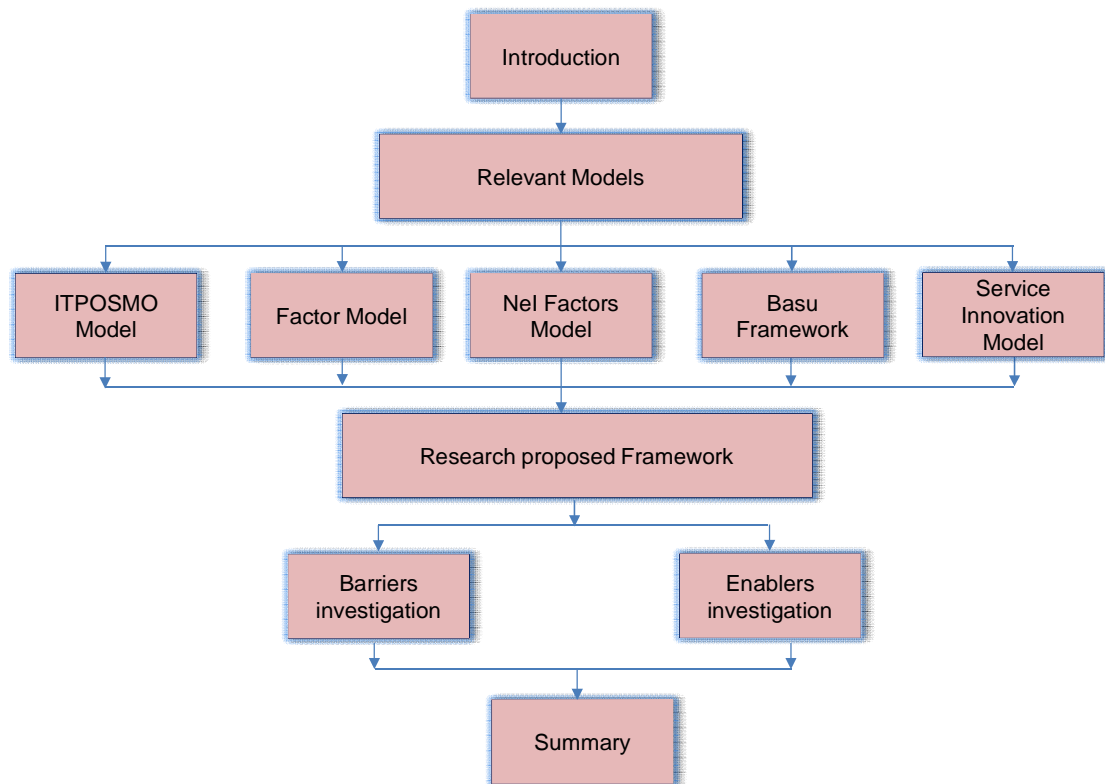 Introduction
Relevant Models
ITPOSMO
Model
Factor Model
NeI Factors
Model
Basu
Framework
Service
Innovation
Model
Research proposed Framework
Barriers
investigation
Enablers
investigation
Summary